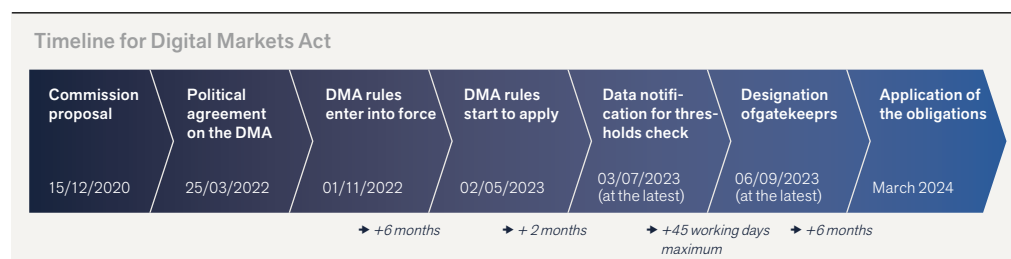 Timeline for Digital Markets Act
Commission
proposal
15/12/2020
Political
agreement
on the DMA
25/03/2022
DMA rules
enter into force
01/11/2022
DMA rules
start to apply
02/05/2023
Data notifi-
cation for thres-
holds check
03/07/2023
(at the latest)
Designation
ofgatekeeprs
06/09/2023
(at the latest)
Application of
the obligations
March 2024
➔ +6 months
➔ + 2 months
➔ +45 working days
maximum
➔ +6 months